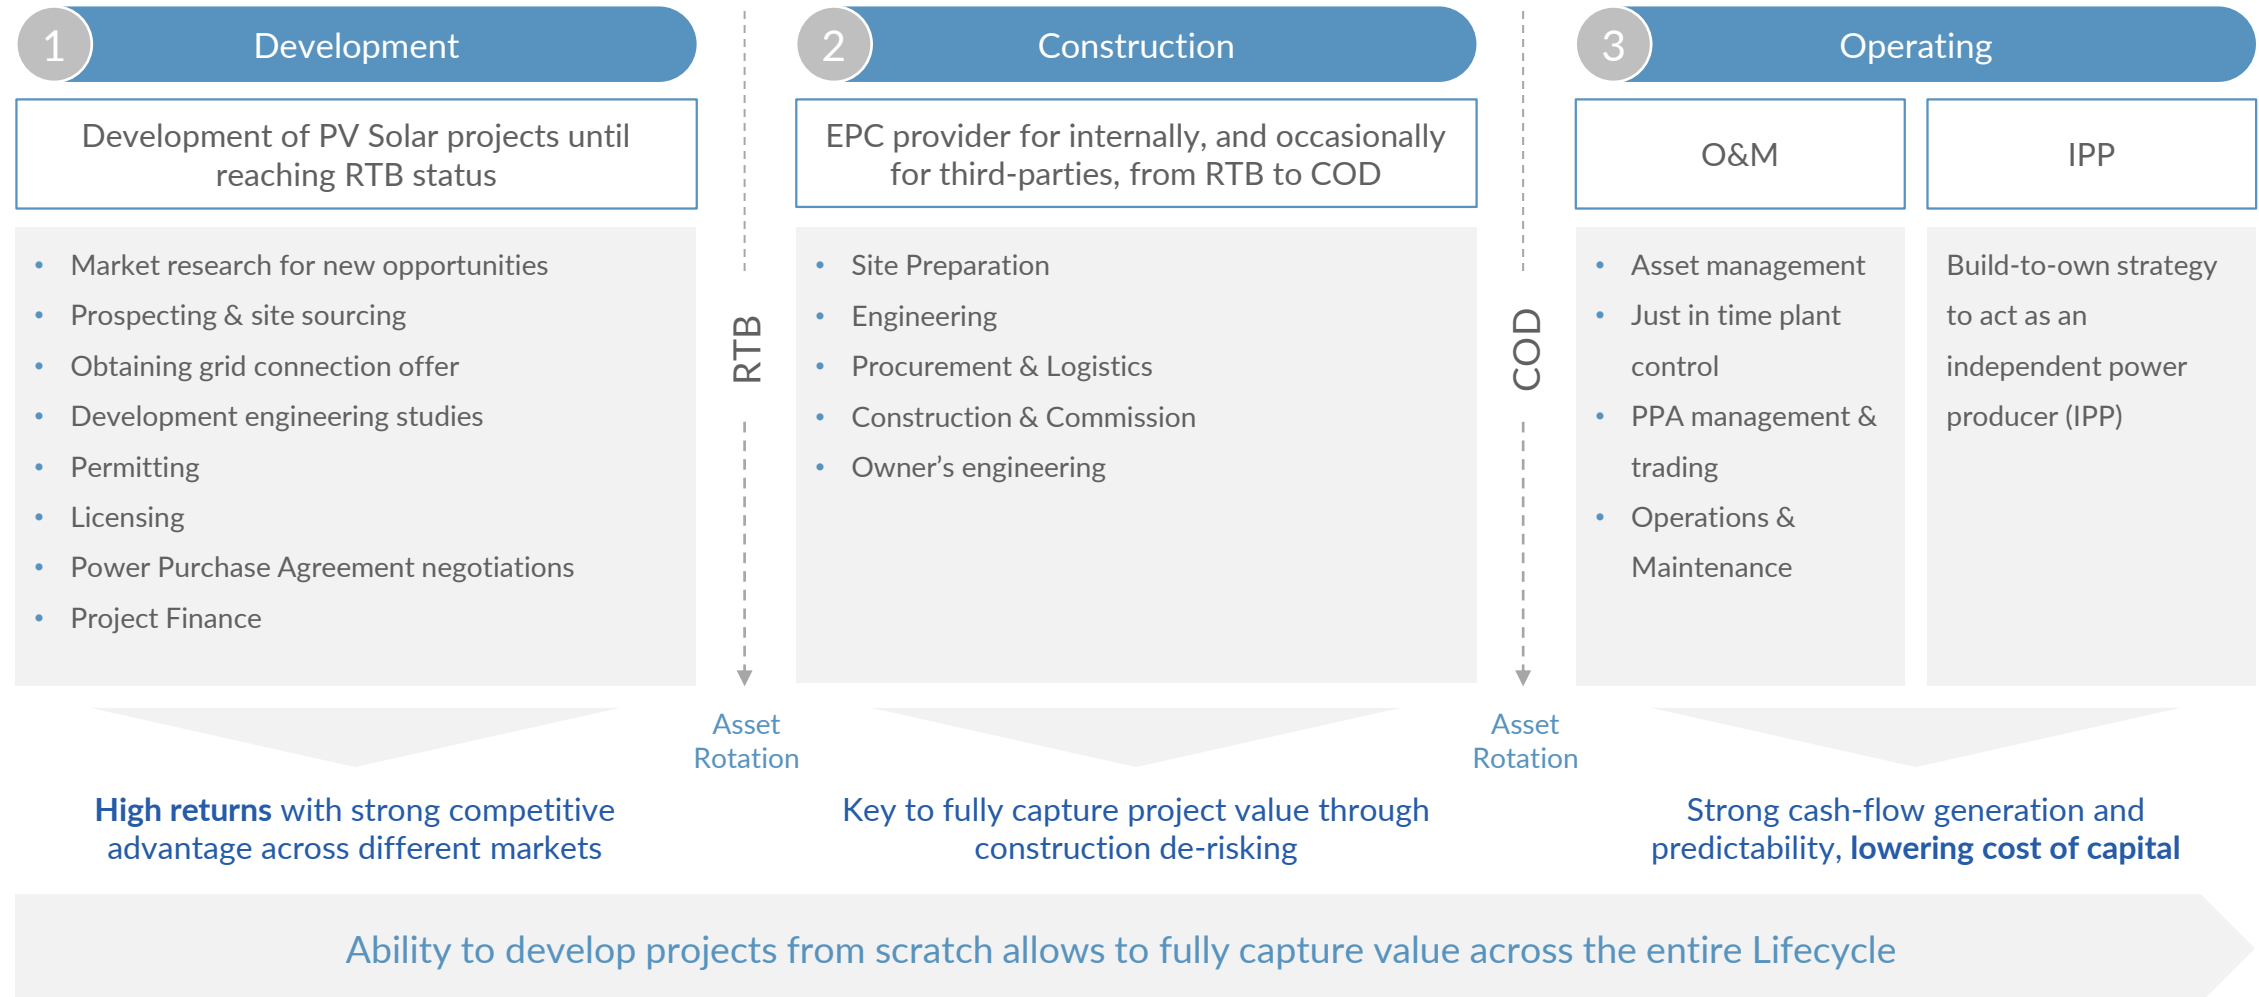 1
Development
Development of PV Solar projects until
reaching RTB status
• Market research for new opportunities
• Prospecting & site sourcing
• Obtaining grid connection offer
• Development engineering studies
• Permitting
• Licensing
• Power Purchase Agreement negotiations
• Project Finance
High returns with strong competitive
advantage across different markets
RTB
Asset
Rotation
2
Construction
EPC provider for internally, and occasionally
for third-parties, from RTB to COD
• Site Preparation
• Engineering
• Procurement & Logistics
• Construction & Commission
• Owner’s engineering
Key to fully capture project value through
construction de-risking
COD
Asset
Rotation
3
Operating
O&M
• Asset management
• Just in time plant
control
• PPA management &
trading
• Operations &
Maintenance
IPP
Build-to-own strategy
to act as an
independent power
producer (IPP)
Strong cash-flow generation and
predictability, lowering cost of capital
Ability to develop projects from scratch allows to fully capture value across the entire Lifecycle